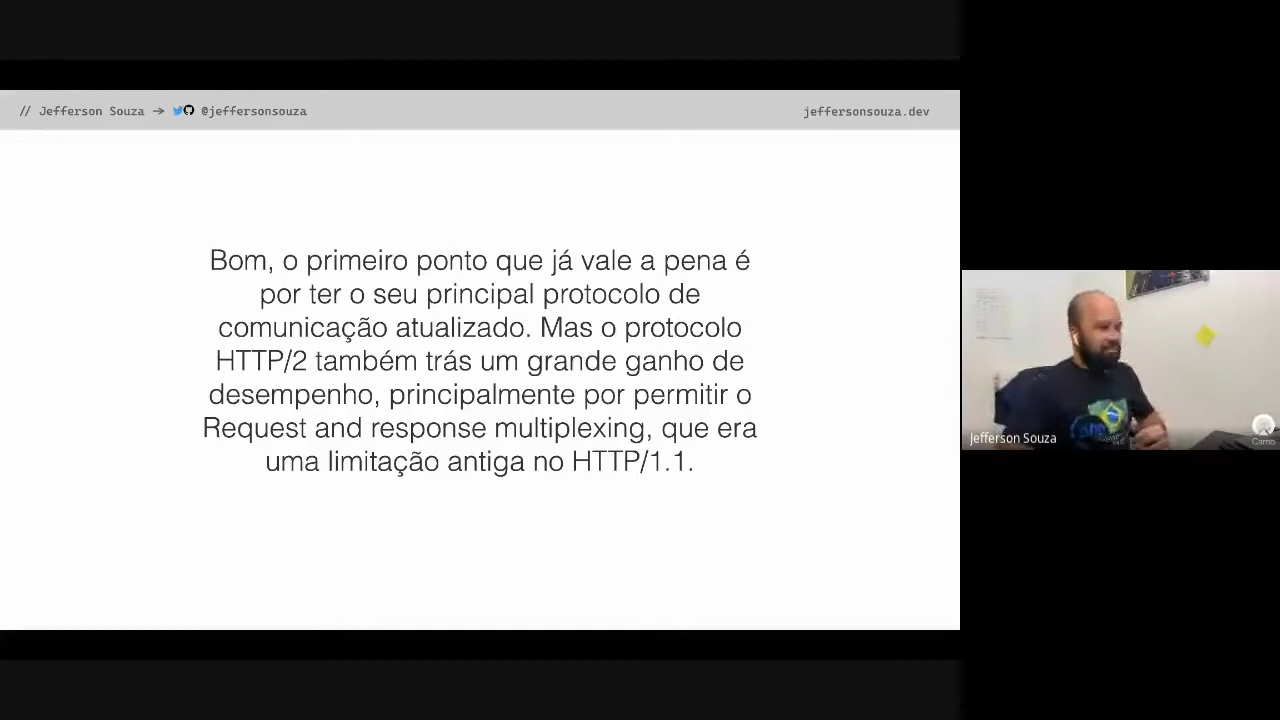 // Jefferson Souza → @jeffersonsouza
jeffersonsouza.dev
Bom, o primeiro ponto que já vale a pena é
por ter o seu principal protocolo de
comunicação atualizado. Mas o protocolo
HTTP/2 também trás um grande ganho de
desempenho, principalmente por permitir o
Request and response multiplexing, que era
uma limitação antiga no HTTP/1.1.
Jefferson Souza
Camo